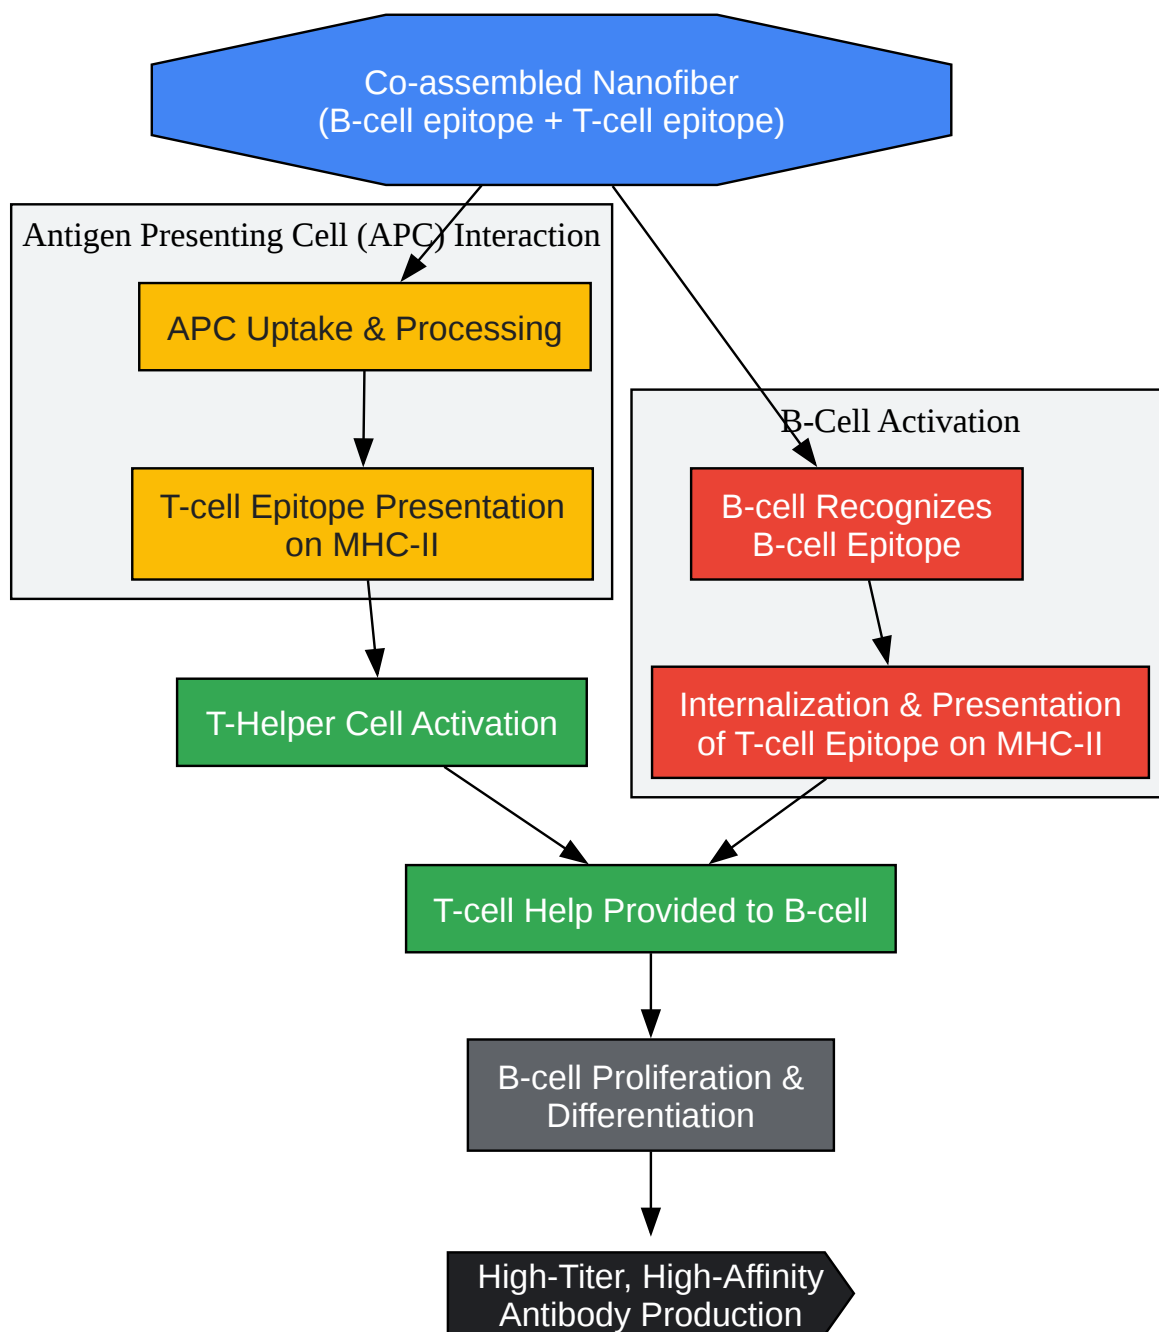 Co-assembled Nanofiber
(B-cell epitope + T-cell epitope)
Antigen Presenting Cell (APC) Interaction
APC Uptake & Processing
T-cell Epitope Presentation
on MHC-II
B-Cell Activation
B-cell Recognizes
B-cell Epitope
Internalization & Presentation
of T-cell Epitope on MHC-II
T-Helper Cell Activation
T-cell Help Provided to B-cell
B-cell Proliferation &
Differentiation
High-Titer, High-Affinity
Antibody Production